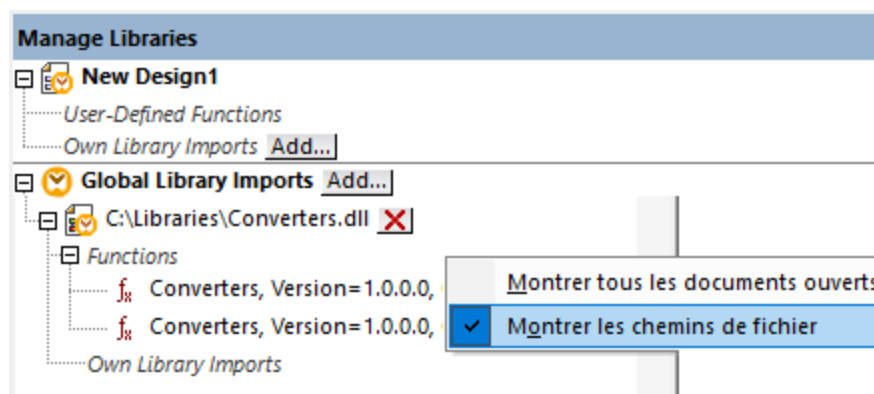 Manage Libraries
New Design1
User-Defined Functions
Own Library Imports Add...
Global Library Imports Add...
C:\Libraries\Converters.dll
Functions
Converters, Version=1.0.0.0,
Converters, Version=1.0.0.0,
Own Library Imports
Montrer tous les documents ouverts
Montrer les chemins de fichier